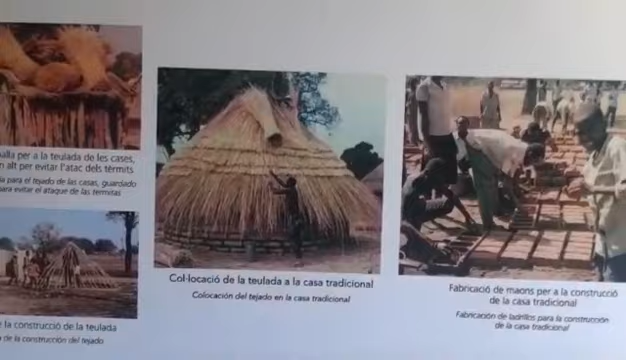 alla per a la teulada de les cases,
n alt per evitar l'atac dels tèrmits
para el tejado de las casas, guardado
para evitar el ataque de las termitas
la construcció de la teulada
de la construcción del tejado
Col·locació de la teulada a la casa tradicional
Colocación del tejado en la casa tradicional
Fabricació de maons per a la construcció
de la casa tradicional
Fabricación de ladrillos para la construcción
de la casa tradicional